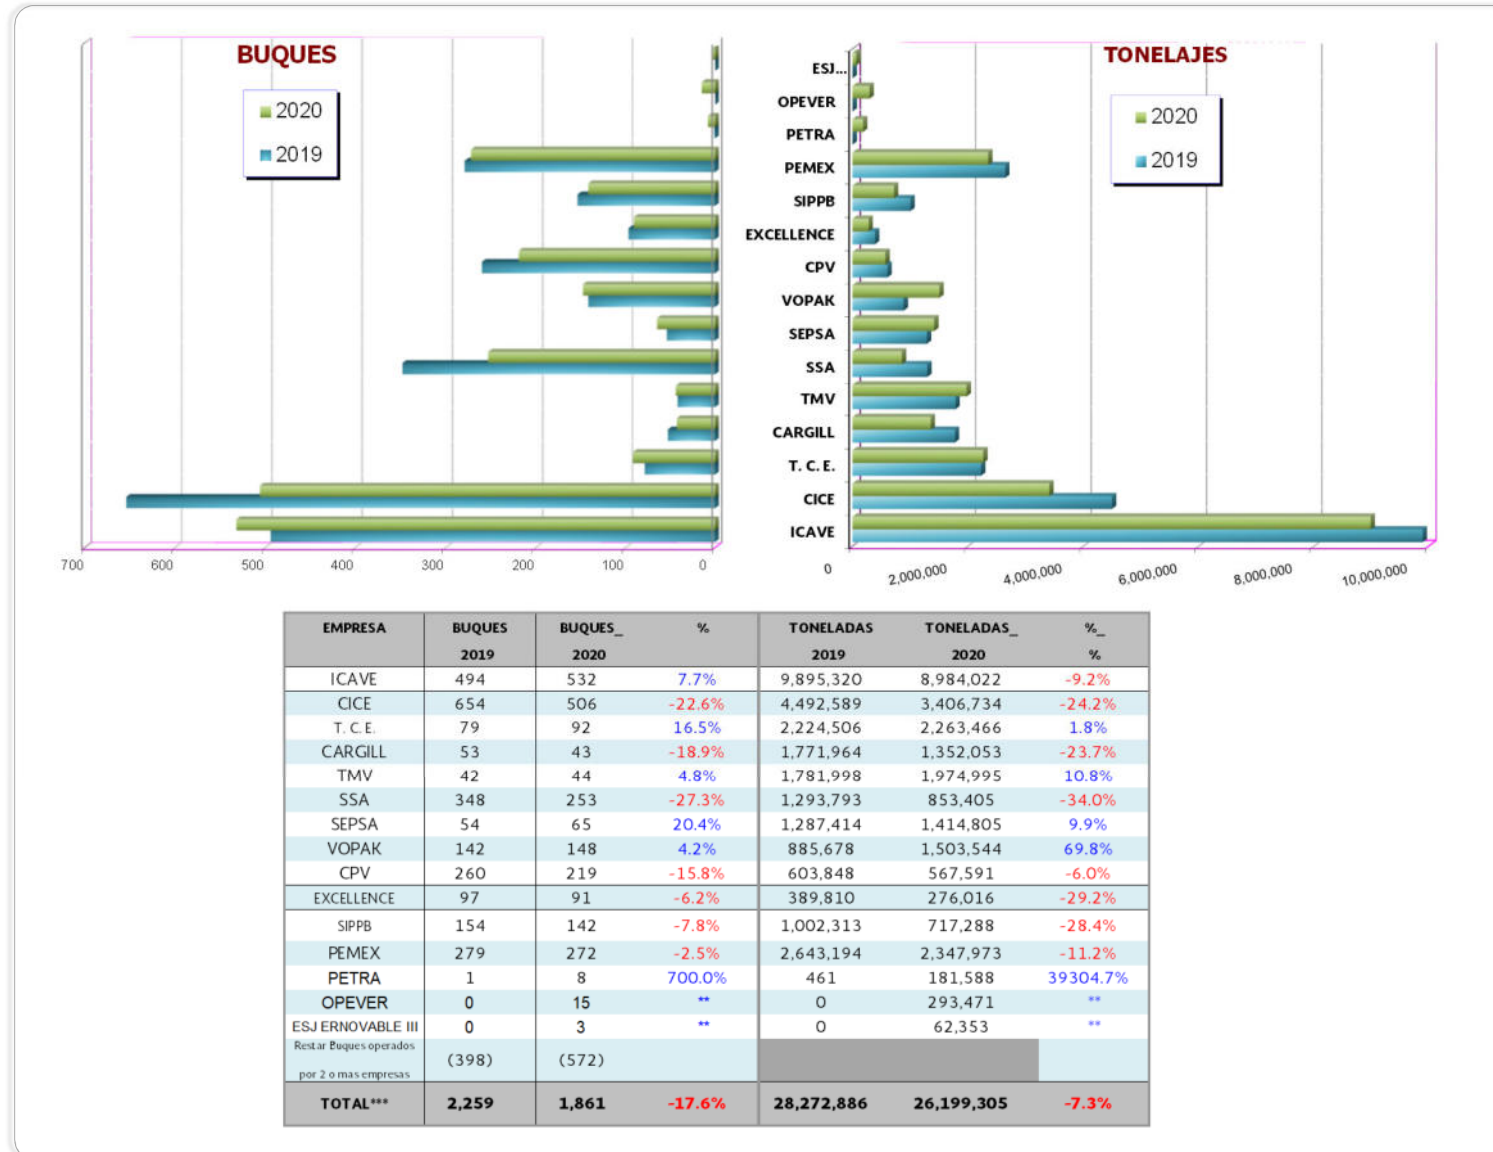 BUQUES
2020
2019
700 600 500 400 300 200 100 0
TONELAJES
2020
2019
ESJ...
OPEVER
PETRA
PEMEX
SIPPB
EXCELLENCE
CPV
VOPAK
SEPSA
SSA
TMV
CARGILL
T. C. E.
CICE
ICAVE
0 2,000,000 4,000,000 6,000,000 8,000,000 10,000,000
EMPRESA BUQUES BUQUES_ % TONELADAS TONELADAS_ %_
2019 2020 2019 2020 %
ICAVE 494 532 7.7% 9,895,320 8,984,022 -9.2%
CICE 654 506 -22.6% 4,492,589 3,406,734 -24.2%
T. C. E. 79 92 16.5% 2,224,506 2,263,466 1.8%
CARGILL 53 43 -18.9% 1,771,964 1,352,053 -23.7%
TMV 42 44 4.8% 1,781,998 1,974,995 10.8%
SSA 348 253 -27.3% 1,293,793 853,405 -34.0%
SEPSA 54 65 20.4% 1,287,414 1,414,805 9.9%
VOPAK 142 148 4.2% 885,678 1,503,544 69.8%
CPV 260 219 -15.8% 603,848 567,591 -6.0%
EXCELLENCE 97 91 -6.2% 389,810 276,016 -29.2%
SIPPB 154 142 -7.8% 1,002,313 717,288 -28.4%
PEMEX 279 272 -2.5% 2,643,194 2,347,973 -11.2%
PETRA 1 8 700.0% 461 181,588 39304.7%
OPEVER 0 15 ** 0 293,471 **
ESJ ERNOVABLE III 0 3 ** 0 62,353 **
Restar Buques operados
por 2 o mas empresas (398) (572)
TOTAL*** 2,259 1,861 -17.6% 28,272,886 26,199,305 -7.3%